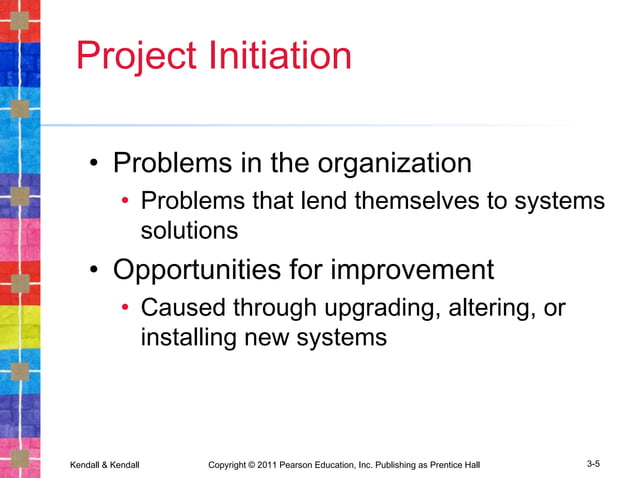 Project Initiation
• Problems in the organization
• Problems that lend themselves to systems
solutions
• Opportunities for improvement
• Caused through upgrading, altering, or
installing new systems
Kendall & Kendall Copyright © 2011 Pearson Education, Inc. Publishing as Prentice Hall 3-5